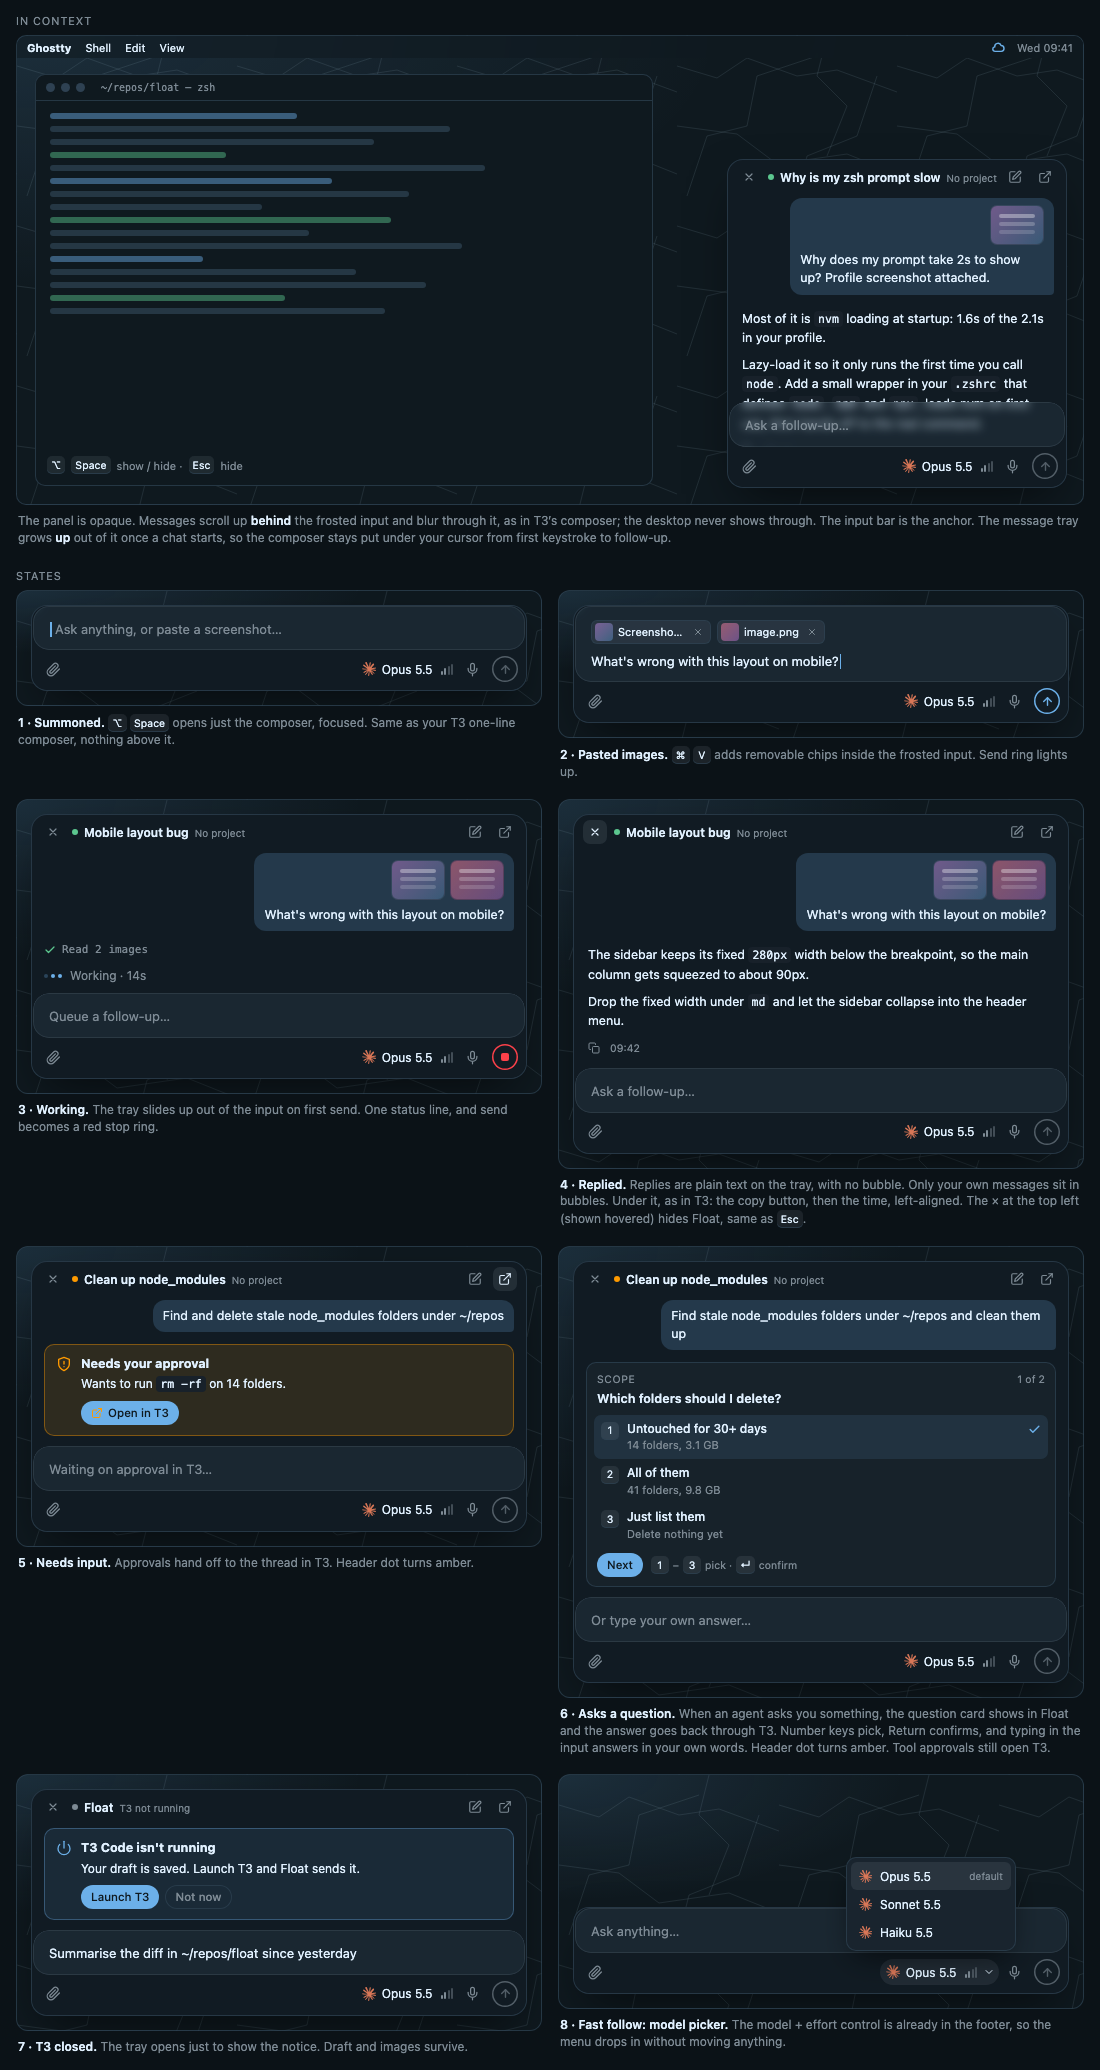 IN CONTEXT
Ghostty Shell Edit View
Wed 09:41
~/repos/float — zsh
⌥ Space show / hide · Esc hide
Why is my zsh prompt slow No project
Why does my prompt take 2s to show
up? Profile screenshot attached.
Most of it is nvm loading at startup: 1.6s of the 2.1s
in your profile.
Lazy-load it so it only runs the first time you call
node . Add a small wrapper in your .zshrc that
Ask a follow-up...
Opus 5.5
The panel is opaque. Messages scroll up behind the frosted input and blur through it, as in T3's composer; the desktop never shows through. The input bar is the anchor. The message tray
grows up out of it once a chat starts, so the composer stays put under your cursor from first keystroke to follow-up.
STATES
Ask anything, or paste a screenshot...
Opus 5.5
1 · Summoned. ⌥ Space opens just the composer, focused. Same as your T3 one-line
composer, nothing above it.
Screensho... × image.png ×
What's wrong with this layout on mobile?
Opus 5.5
2 · Pasted images. ⌘ V adds removable chips inside the frosted input. Send ring lights
up.
Mobile layout bug No project
What's wrong with this layout on mobile?
Read 2 images
Working · 14s
Queue a follow-up...
Opus 5.5
3 · Working. The tray slides up out of the input on first send. One status line, and send
becomes a red stop ring.
Mobile layout bug No project
What's wrong with this layout on mobile?
The sidebar keeps its fixed 280px width below the breakpoint, so the main
column gets squeezed to about 90px.
Drop the fixed width under md and let the sidebar collapse into the header
menu.
09:42
Ask a follow-up...
Opus 5.5
4 · Replied. Replies are plain text on the tray, with no bubble. Only your own messages sit in
bubbles. Under it, as in T3: the copy button, then the time, left-aligned. The × at the top left
(shown hovered) hides Float, same as Esc .
Clean up node_modules No project
Find and delete stale node_modules folders under ~/repos
Needs your approval
Wants to run rm -rf on 14 folders.
Open in T3
Waiting on approval in T3...
Opus 5.5
5 · Needs input. Approvals hand off to the thread in T3. Header dot turns amber.
Clean up node_modules No project
Find stale node_modules folders under ~/repos and clean them
up
SCOPE 1 of 2
Which folders should I delete?
1 Untouched for 30+ days
14 folders, 3.1 GB
2 All of them
41 folders, 9.8 GB
3 Just list them
Delete nothing yet
Next 1 – 3 pick · ↵ confirm
Or type your own answer...
Opus 5.5
6 · Asks a question. When an agent asks you something, the question card shows in Float
and the answer goes back through T3. Number keys pick, Return confirms, and typing in the
input answers in your own words. Header dot turns amber. Tool approvals still open T3.
Float T3 not running
T3 Code isn't running
Your draft is saved. Launch T3 and Float sends it.
Launch T3 Not now
Summarise the diff in ~/repos/float since yesterday
Opus 5.5
7 · T3 closed. The tray opens just to show the notice. Draft and images survive.
Opus 5.5 default
Sonnet 5.5
Haiku 5.5
Ask anything...
Opus 5.5
8 · Fast follow: model picker. The model + effort control is already in the footer, so the
menu drops in without moving anything.